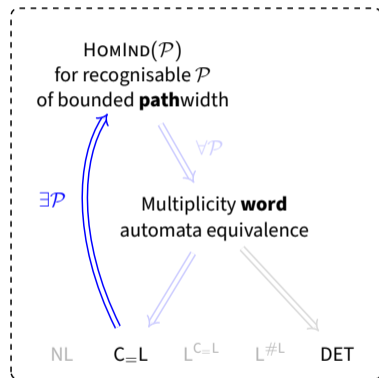 HomInd(𝒫)
for recognisable 𝒫
of bounded pathwidth
∀𝒫
∃𝒫
Multiplicity word
automata equivalence
NL C₌L L^{C₌L} L^{#L} DET